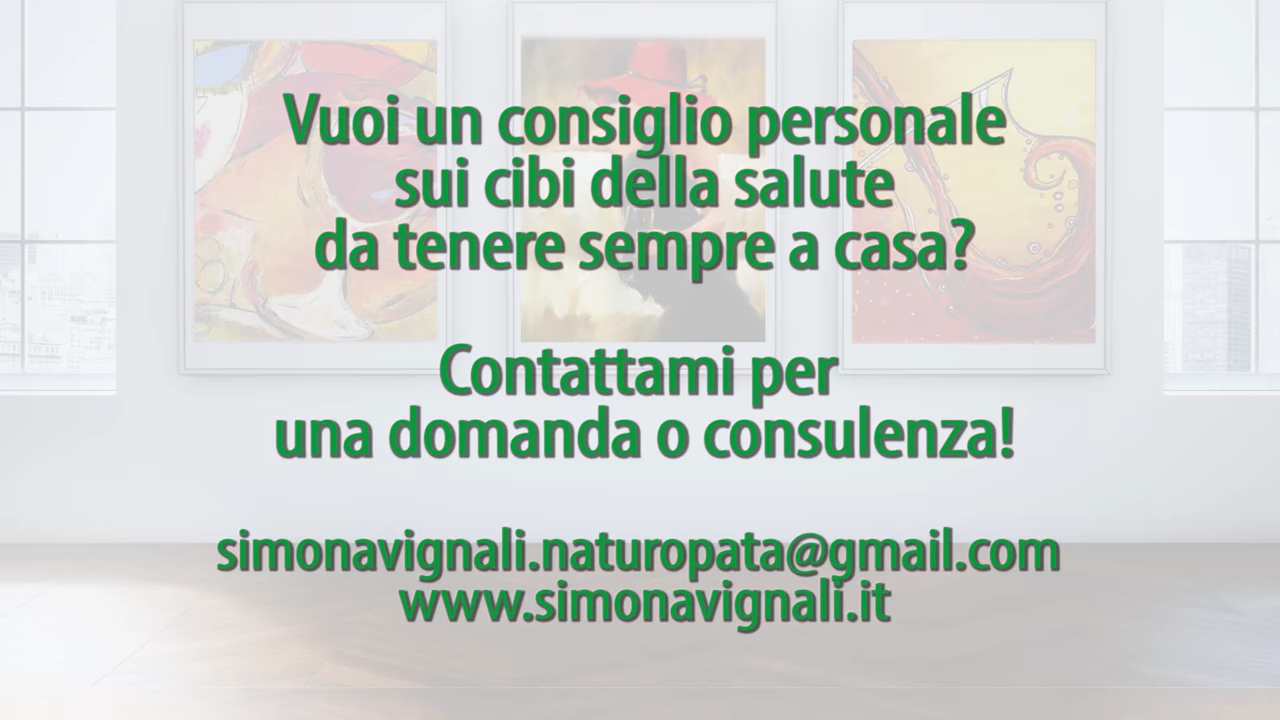 Vuoi un consiglio personale
sui cibi della salute
da tenere sempre a casa?
Contattami per
una domanda o consulenza!
simonavignali.naturopata@gmail.com
www.simonavignali.it